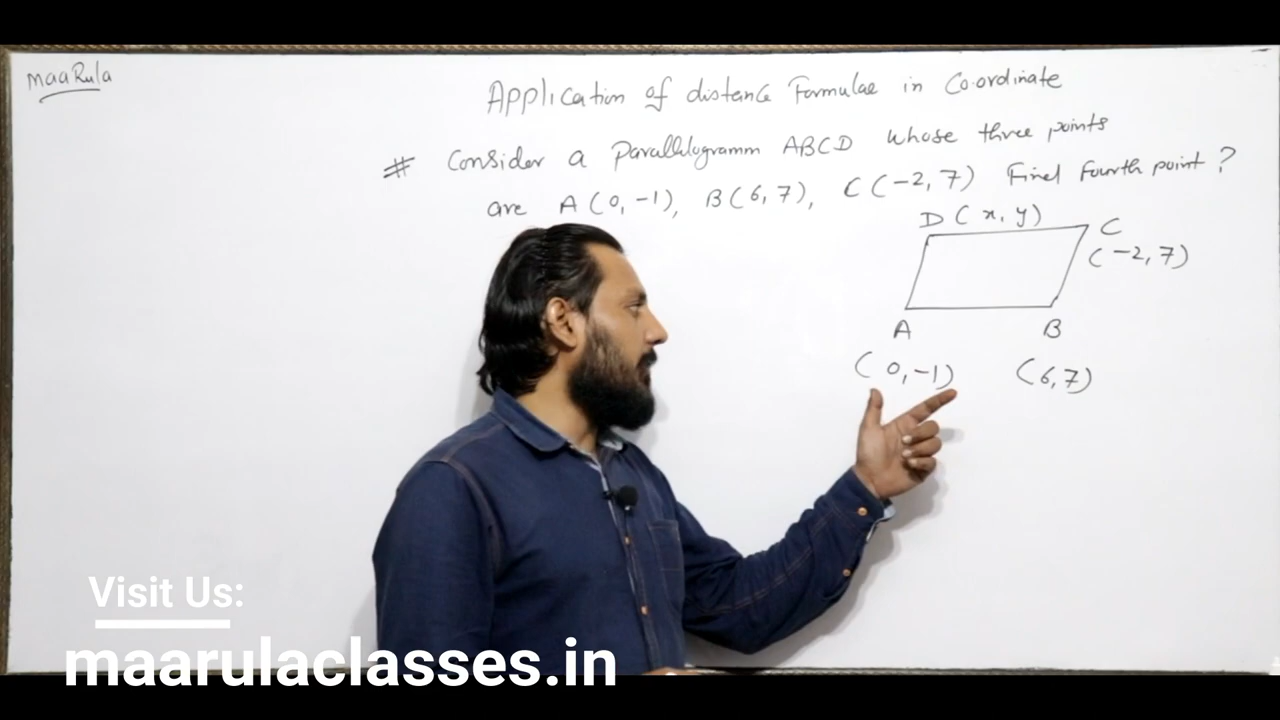 MaaRula
Application of distance Formulae in Co-ordinate
# Consider a Parallelogramm ABCD whose three points
are A (0, -1), B (6, 7), C (-2, 7) Find Fourth point ?
D (x, y)
C
(-2, 7)
A
B
(0, -1)
(6, 7)
Visit Us:
maarulaclasses.in